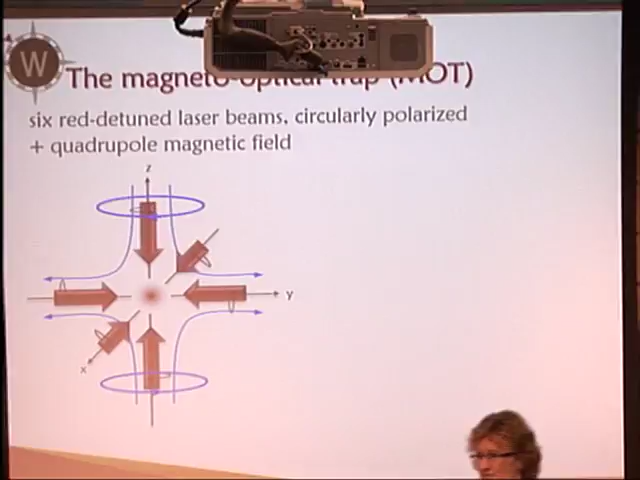 W
The magneto-optical trap (MOT)
six red-detuned laser beams, circularly polarized
+ quadrupole magnetic field
z
y
x